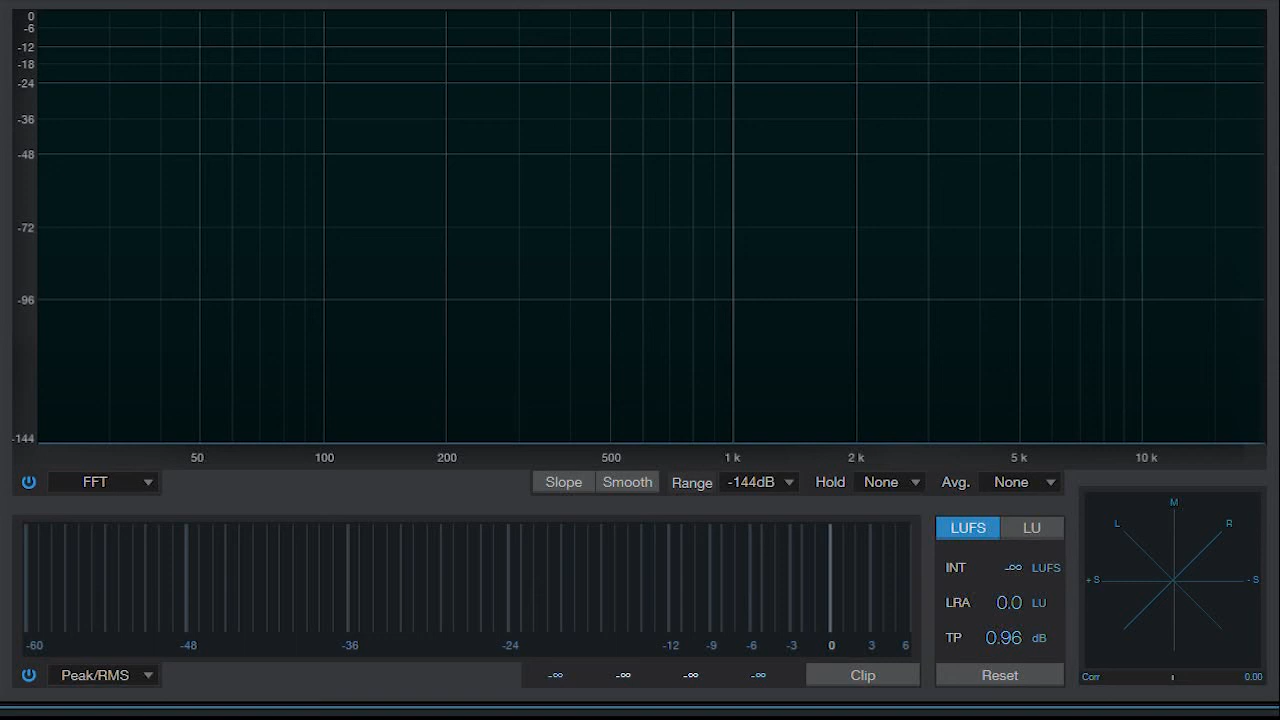 0
-6
-12
-18
-24
-36
-48
-72
-96
-144
50 100 200 500 1 k 2 k 5 k 10 k
FFT Slope Smooth Range -144dB Hold None Avg. None
M
L R
+ S - S
Corr 0.00
LUFS LU
INT -∞ LUFS
LRA 0.0 LU
TP 0.96 dB
Reset
-60 -48 -36 -24 -12 -9 -6 -3 0 3 6
Peak/RMS -∞ -∞ -∞ -∞ Clip